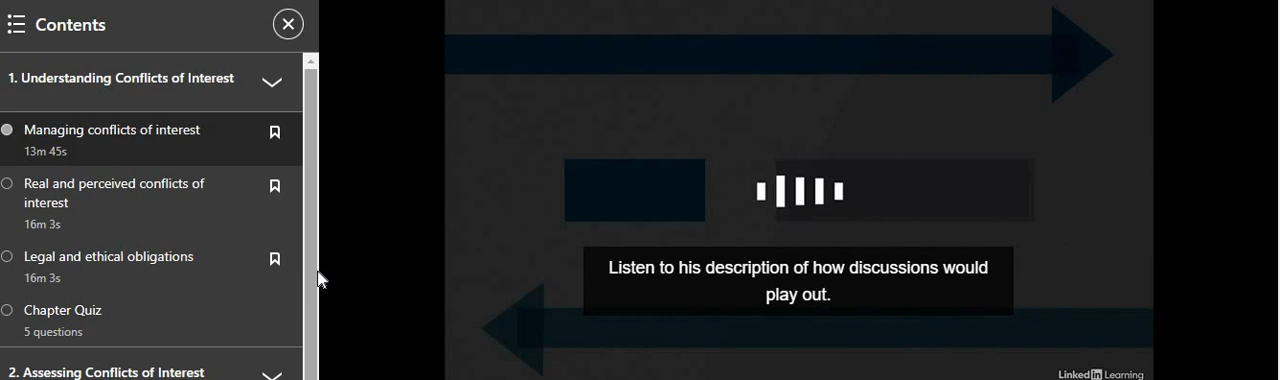 Contents
1. Understanding Conflicts of Interest
Managing conflicts of interest
13m 45s
Real and perceived conflicts of
interest
16m 3s
Legal and ethical obligations
16m 3s
Chapter Quiz
5 questions
2. Assessing Conflicts of Interest
Listen to his description of how discussions would
play out.
Linked in Learning